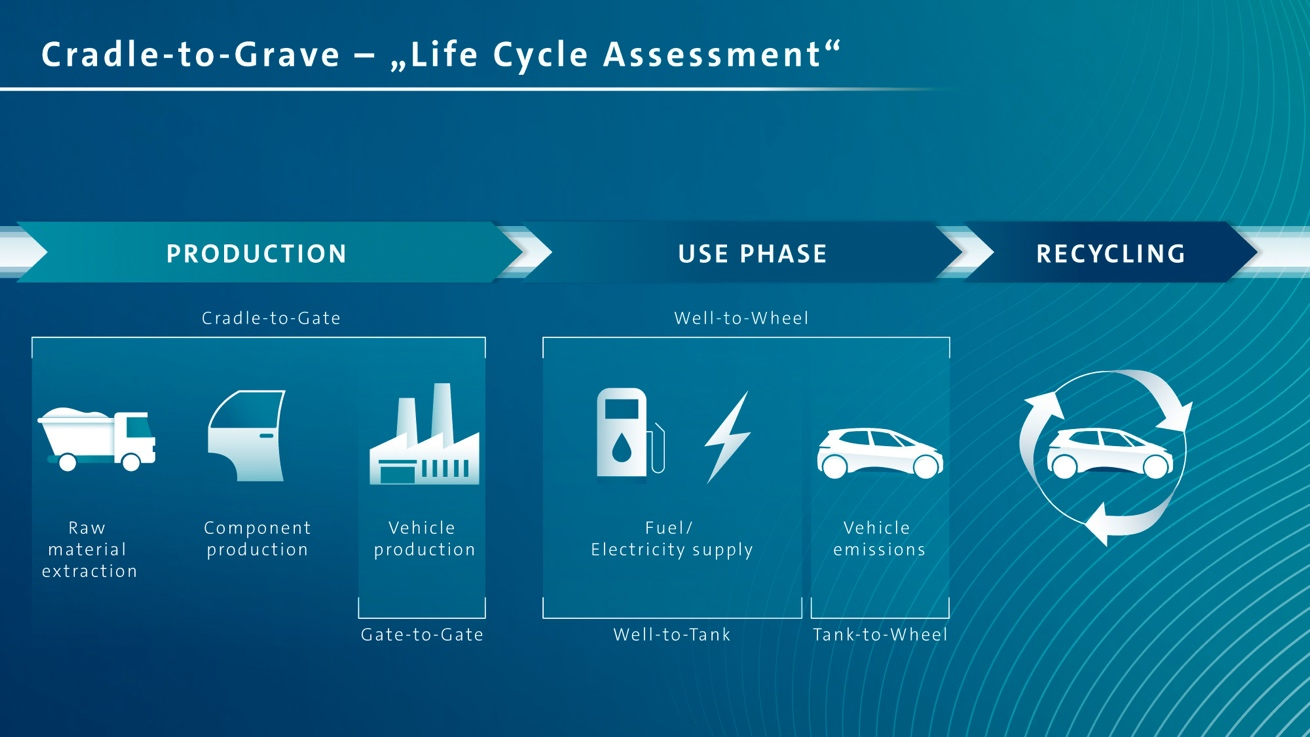 Cradle-to-Grave – „Life Cycle Assessment“
PRODUCTION
USE PHASE
RECYCLING
Cradle-to-Gate
Well-to-Wheel
Raw
material
extraction
Component
production
Vehicle
production
Fuel/
Electricity supply
Vehicle
emissions
Gate-to-Gate
Well-to-Tank
Tank-to-Wheel